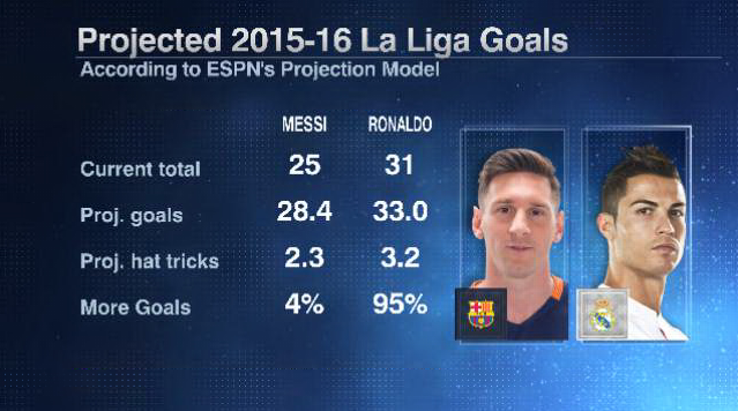 Projected 2015-16 La Liga Goals
According to ESPN's Projection Model
MESSI RONALDO
Current total 25 31
Proj. goals 28.4 33.0
Proj. hat tricks 2.3 3.2
More Goals 4% 95%